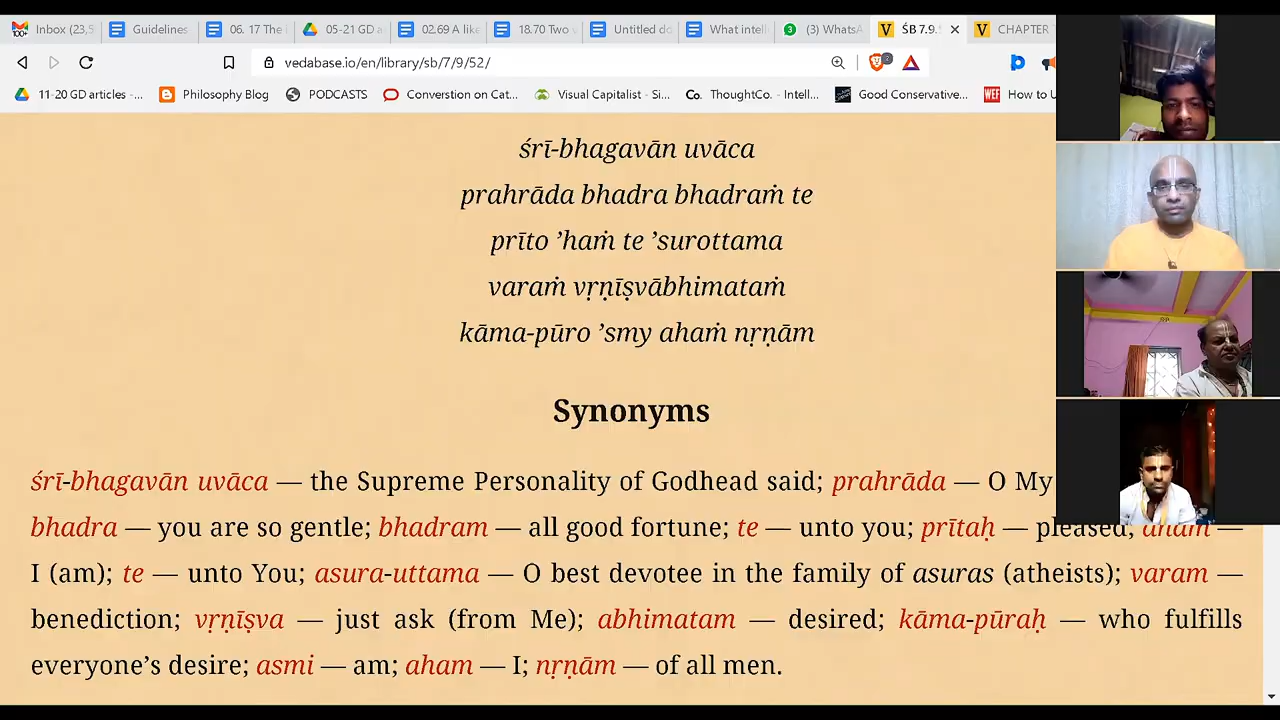 Inbox (23,5
Guidelines
06. 17 The
05-21 GD a
02.69 A like
18.70 Two v
Untitled do
What intell
(3) WhatsA
ŚB 7.9.
CHAPTER
vedabase.io/en/library/sb/7/9/52/
11-20 GD articles -...
Philosophy Blog
PODCASTS
Converstion on Cat...
Visual Capitalist - Si...
Co. ThoughtCo. - Intell...
Good Conservative...
WEF How to U
śrī-bhagavān uvāca
prahrāda bhadra bhadraṁ te
prīto ’haṁ te ’surottama
varaṁ vṛṇīṣvābhimataṁ
kāma-pūro ’smy ahaṁ nṛṇām
Synonyms
śrī-bhagavān uvāca — the Supreme Personality of Godhead said; prahrāda — O My
bhadra — you are so gentle; bhadram — all good fortune; te — unto you; prītaḥ — pleased; aham —
I (am); te — unto You; asura-uttama — O best devotee in the family of asuras (atheists); varam —
benediction; vṛṇīṣva — just ask (from Me); abhimatam — desired; kāma-pūraḥ — who fulfills
everyone’s desire; asmi — am; aham — I; nṛṇām — of all men.